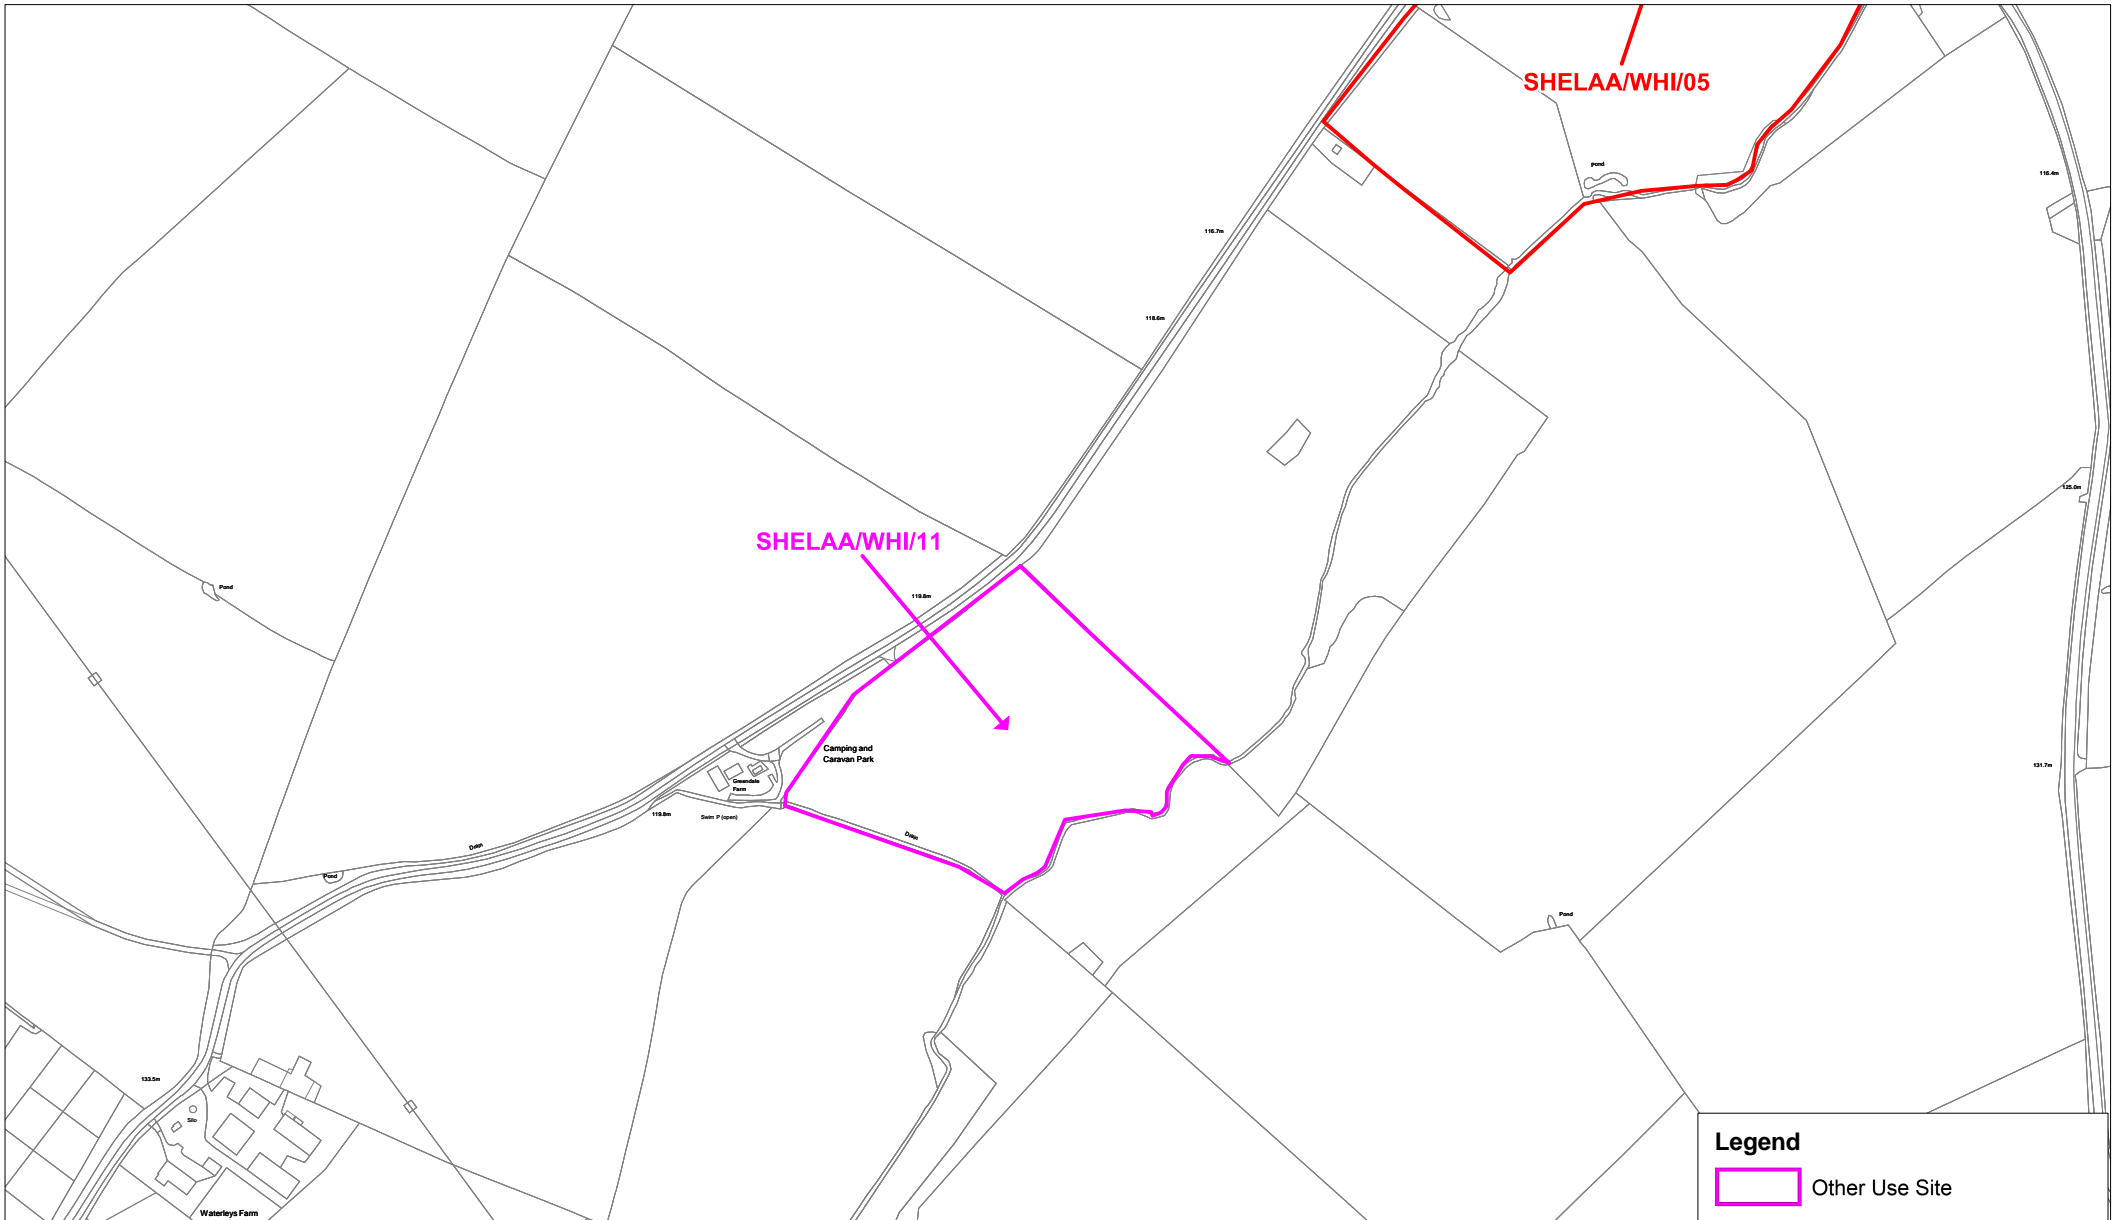 SHELAA/WHI/05
pond
116.4m
116.7m
118.6m
125.0m
SHELAA/WHI/11
Pond
119.8m
Camping and
Caravan Park
Greendale
Farm
119.8m
Swim P (open)
Drain
Drain
131.7m
Pond
Pond
133.5m
Silo
Waterleys Farm
Legend
Other Use Site